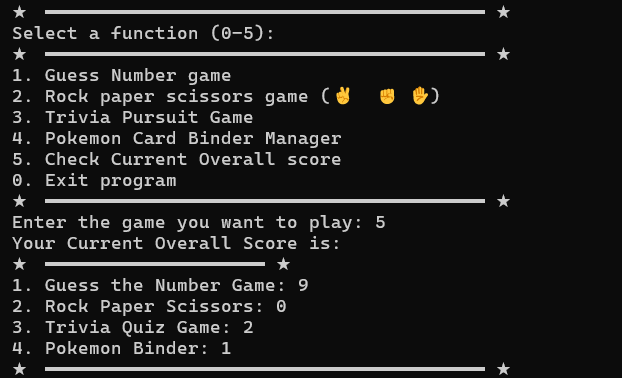 ★ ━━━━━━━━━━━━━━━━━━━━━━━━━━━━━━━━━━━━━━━━ ★
Select a function (0-5):
★ ━━━━━━━━━━━━━━━━━━━━━━━━━━━━━━━━━━━━━━━━ ★
1. Guess Number game
2. Rock paper scissors game (✌ ✊ ✋)
3. Trivia Pursuit Game
4. Pokemon Card Binder Manager
5. Check Current Overall score
0. Exit program
★ ━━━━━━━━━━━━━━━━━━━━━━━━━━━━━━━━━━━━━━━━ ★
Enter the game you want to play: 5
Your Current Overall Score is:
★ ━━━━━━━━━━━━━━━━━━━━ ★
1. Guess the Number Game: 9
2. Rock Paper Scissors: 0
3. Trivia Quiz Game: 2
4. Pokemon Binder: 1
★ ━━━━━━━━━━━━━━━━━━━━━━━━━━━━━━━━━━━━━━━━ ★